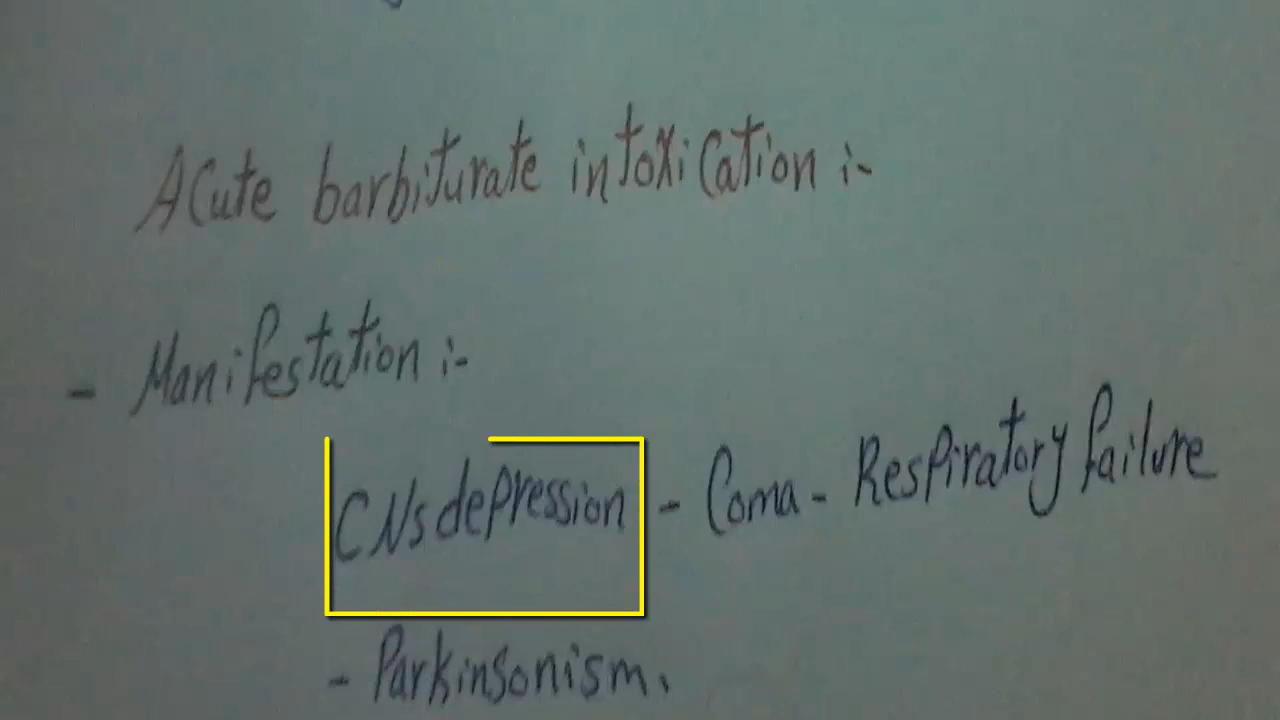 Acute barbiturate intoxication :-
- Manifestation :-
CNs depression - Coma - Respiratory failure
- Parkinsonism.